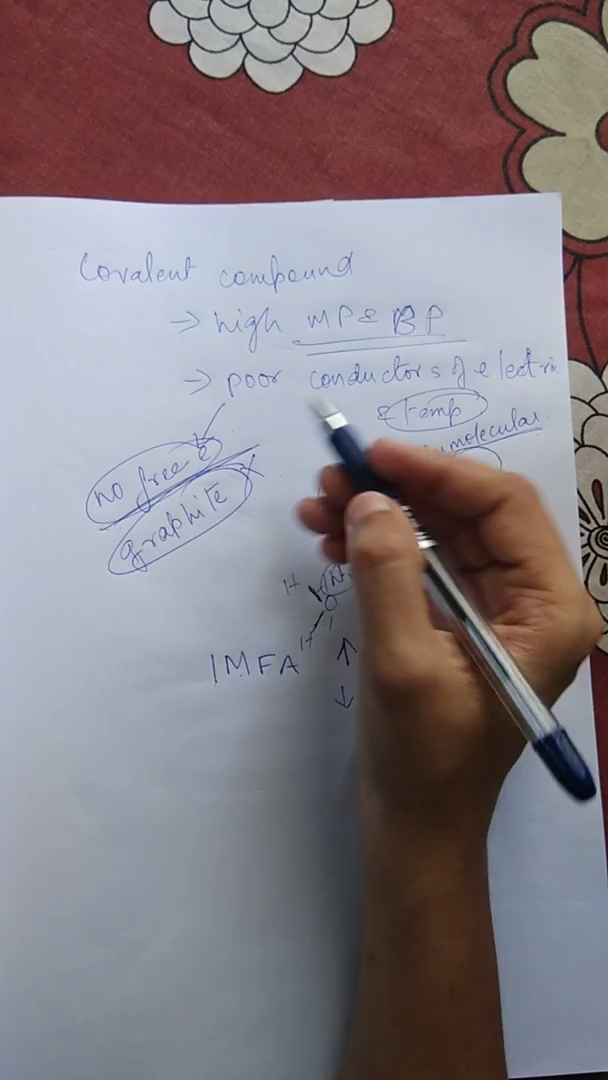 Covalent compound
→ high MP & BP
→ poor conductors of electri
& temp
no free e
molecular
graphite
H
H
IMFA ↑
↓